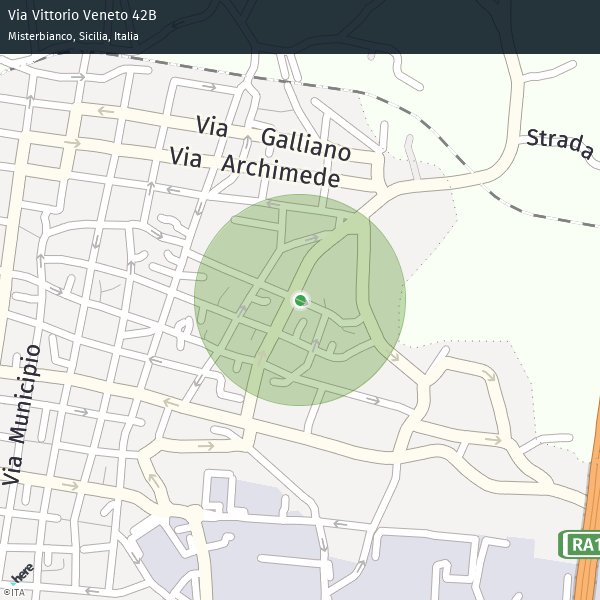 Via Vittorio Veneto 42B
Misterbianco, Sicilia, Italia
Via Galliano
Strada
Via Archimede
Via Municipio
RA1
here
©ITA